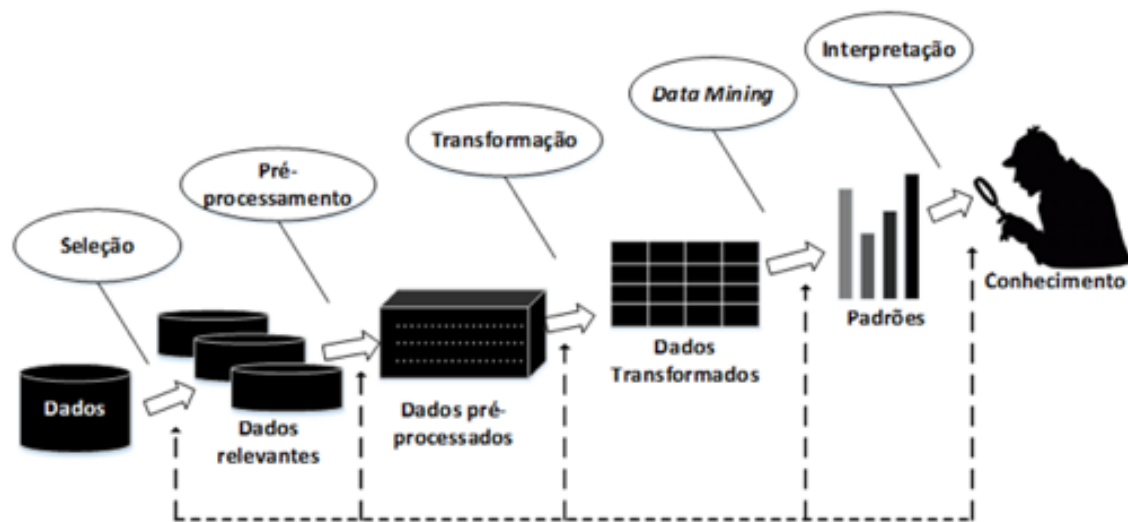 Interpretação
Data Mining
Transformação
Pré-
processamento
Seleção
Dados
Dados
relevantes
Dados pré-
processados
Dados
Transformados
Padrões
Conhecimento